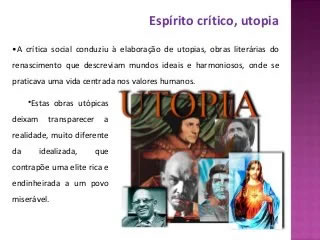 Espírito crítico, utopia
•A crítica social conduziu à elaboração de utopias, obras literárias do
renascimento que descreviam mundos ideais e harmoniosos, onde se
praticava uma vida centrada nos valores humanos.
•Estas obras utópicas
deixam transparecer a
realidade, muito diferente
da idealizada, que
contrapõe uma elite rica e
endinheirada a um povo
miserável.
UTOPIA